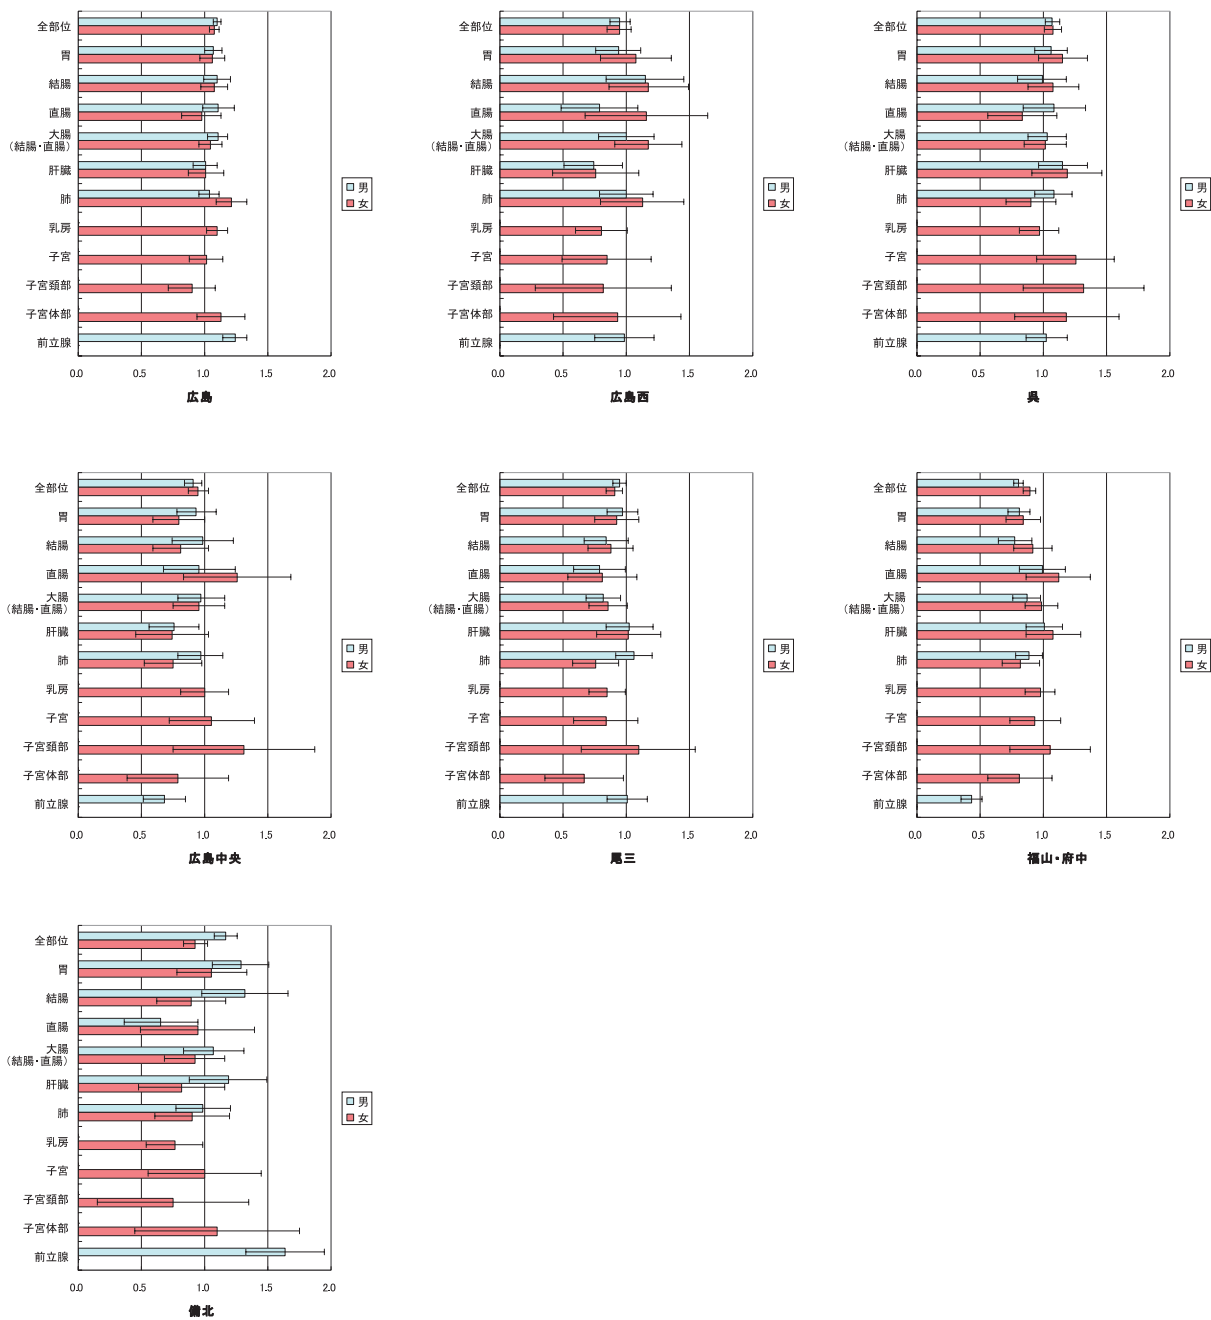 全部位
胃
結腸
直腸
大腸
（結腸・直腸）
肝臓
肺
乳房
子宮
子宮頚部
子宮体部
前立腺
0.0 0.5 1.0 1.5 2.0
広島
男
女
全部位
胃
結腸
直腸
大腸
（結腸・直腸）
肝臓
肺
乳房
子宮
子宮頚部
子宮体部
前立腺
0.0 0.5 1.0 1.5 2.0
広島西
男
女
全部位
胃
結腸
直腸
大腸
（結腸・直腸）
肝臓
肺
乳房
子宮
子宮頚部
子宮体部
前立腺
0.0 0.5 1.0 1.5 2.0
呉
男
女
全部位
胃
結腸
直腸
大腸
（結腸・直腸）
肝臓
肺
乳房
子宮
子宮頚部
子宮体部
前立腺
0.0 0.5 1.0 1.5 2.0
広島中央
男
女
全部位
胃
結腸
直腸
大腸
（結腸・直腸）
肝臓
肺
乳房
子宮
子宮頚部
子宮体部
前立腺
0.0 0.5 1.0 1.5 2.0
尾三
男
女
全部位
胃
結腸
直腸
大腸
（結腸・直腸）
肝臓
肺
乳房
子宮
子宮頚部
子宮体部
前立腺
0.0 0.5 1.0 1.5 2.0
福山・府中
男
女
全部位
胃
結腸
直腸
大腸
（結腸・直腸）
肝臓
肺
乳房
子宮
子宮頚部
子宮体部
前立腺
0.0 0.5 1.0 1.5 2.0
備北
男
女